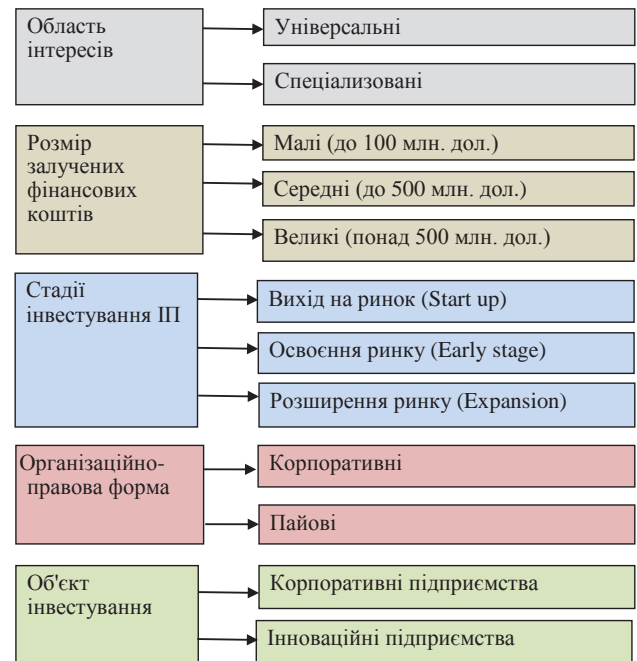 Область
інтересів
Універсальні
Спеціалізовані
Розмір
залучених
фінансових
коштів
Малі (до 100 млн. дол.)
Середні (до 500 млн. дол.)
Великі (понад 500 млн. дол.)
Стадії
інвестування ІП
Вихід на ринок (Start up)
Освоєння ринку (Early stage)
Розширення ринку (Expansion)
Організаційно-
правова форма
Корпоративні
Пайові
Об'єкт
інвестування
Корпоративні підприємства
Інноваційні підприємства